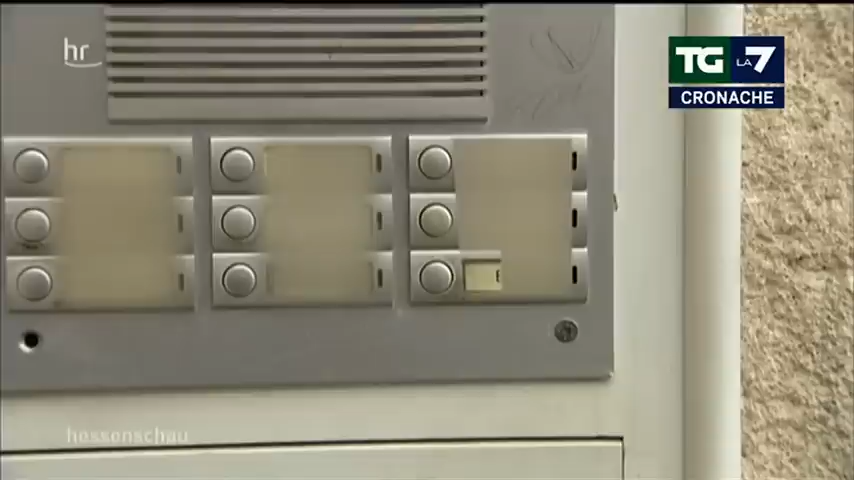 hr
TG LA 7
CRONACHE
E
hessenschau